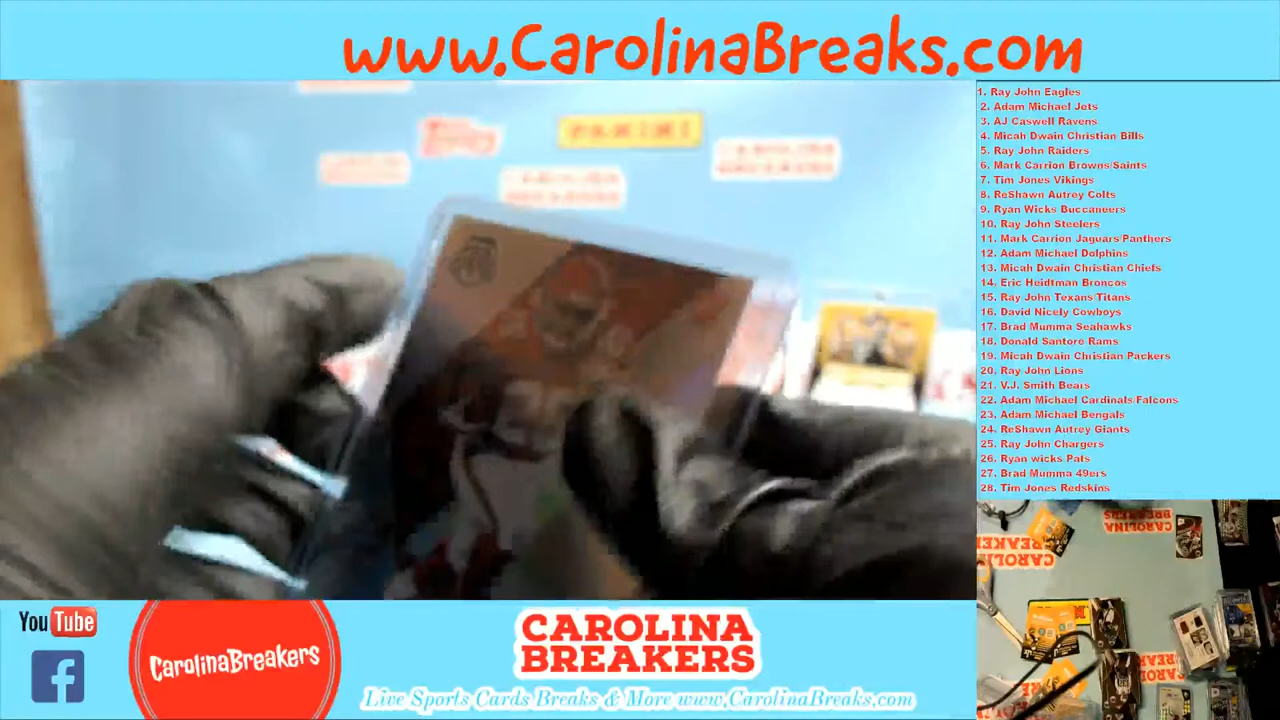 www.CarolinaBreaks.com
TOPPS
PANINI
CAROLINA
BREAKERS
1. Ray John Eagles
2. Adam Michael Jets
3. AJ Caswell Ravens
4. Micah Dwain Christian Bills
5. Ray John Raiders
6. Mark Carrion Browns/Saints
7. Tim Jones Vikings
8. ReShawn Autrey Colts
9. Ryan Wicks Buccaneers
10. Ray John Steelers
11. Mark Carrion Jaguars/Panthers
12. Adam Michael Dolphins
13. Micah Dwain Christian Chiefs
14. Eric Heidtman Broncos
15. Ray John Texans/Titans
16. David Nicely Cowboys
17. Brad Mumma Seahawks
18. Donald Santore Rams
19. Micah Dwain Christian Packers
20. Ray John Lions
21. V.J. Smith Bears
22. Adam Michael Cardinals/Falcons
23. Adam Michael Bengals
24. ReShawn Autrey Giants
25. Ray John Chargers
26. Ryan wicks Pats
27. Brad Mumma 49ers
28. Tim Jones Redskins
CAROLINA
BREAKERS
YouTube
CarolinaBreakers
CAROLINA
BREAKERS
Live Sports Cards Breaks & More www.CarolinaBreaks.com